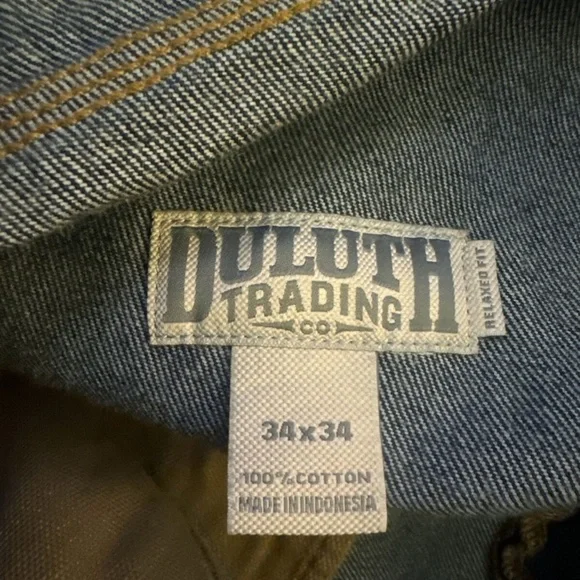 DULUTH
TRADING
CO
RELAXED FIT
34x34
100% COTTON
MADE IN INDONESIA